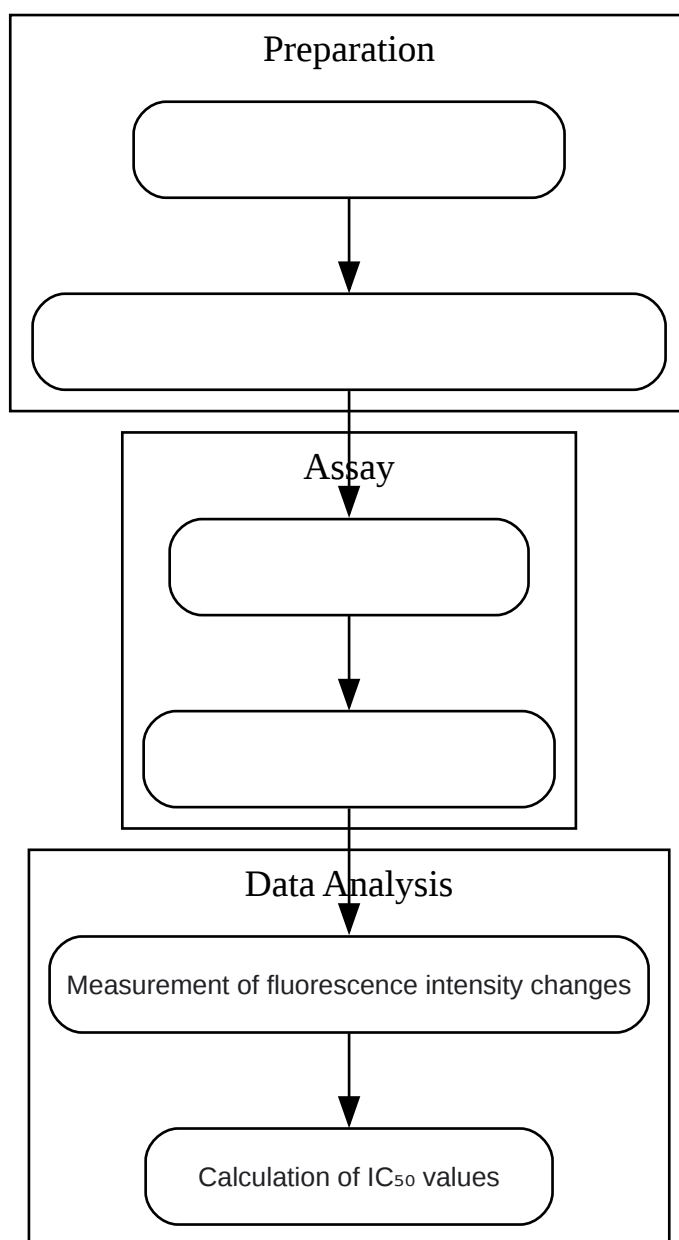 Preparation
Assay
Data Analysis
Measurement of fluorescence intensity changes
Calculation of IC₅₀ values